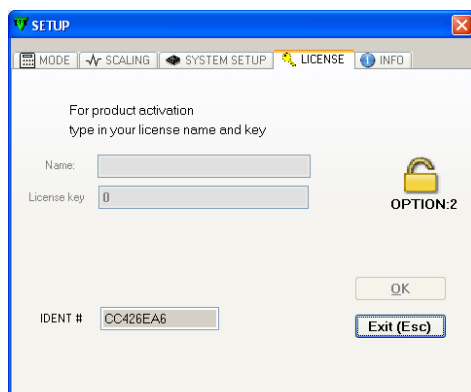 SETUP
MODE SCALING SYSTEM SETUP LICENSE INFO
For product activation
type in your license name and key
Name:
License key 0
OPTION:2
OK
IDENT # CC426EA6
Exit (Esc)